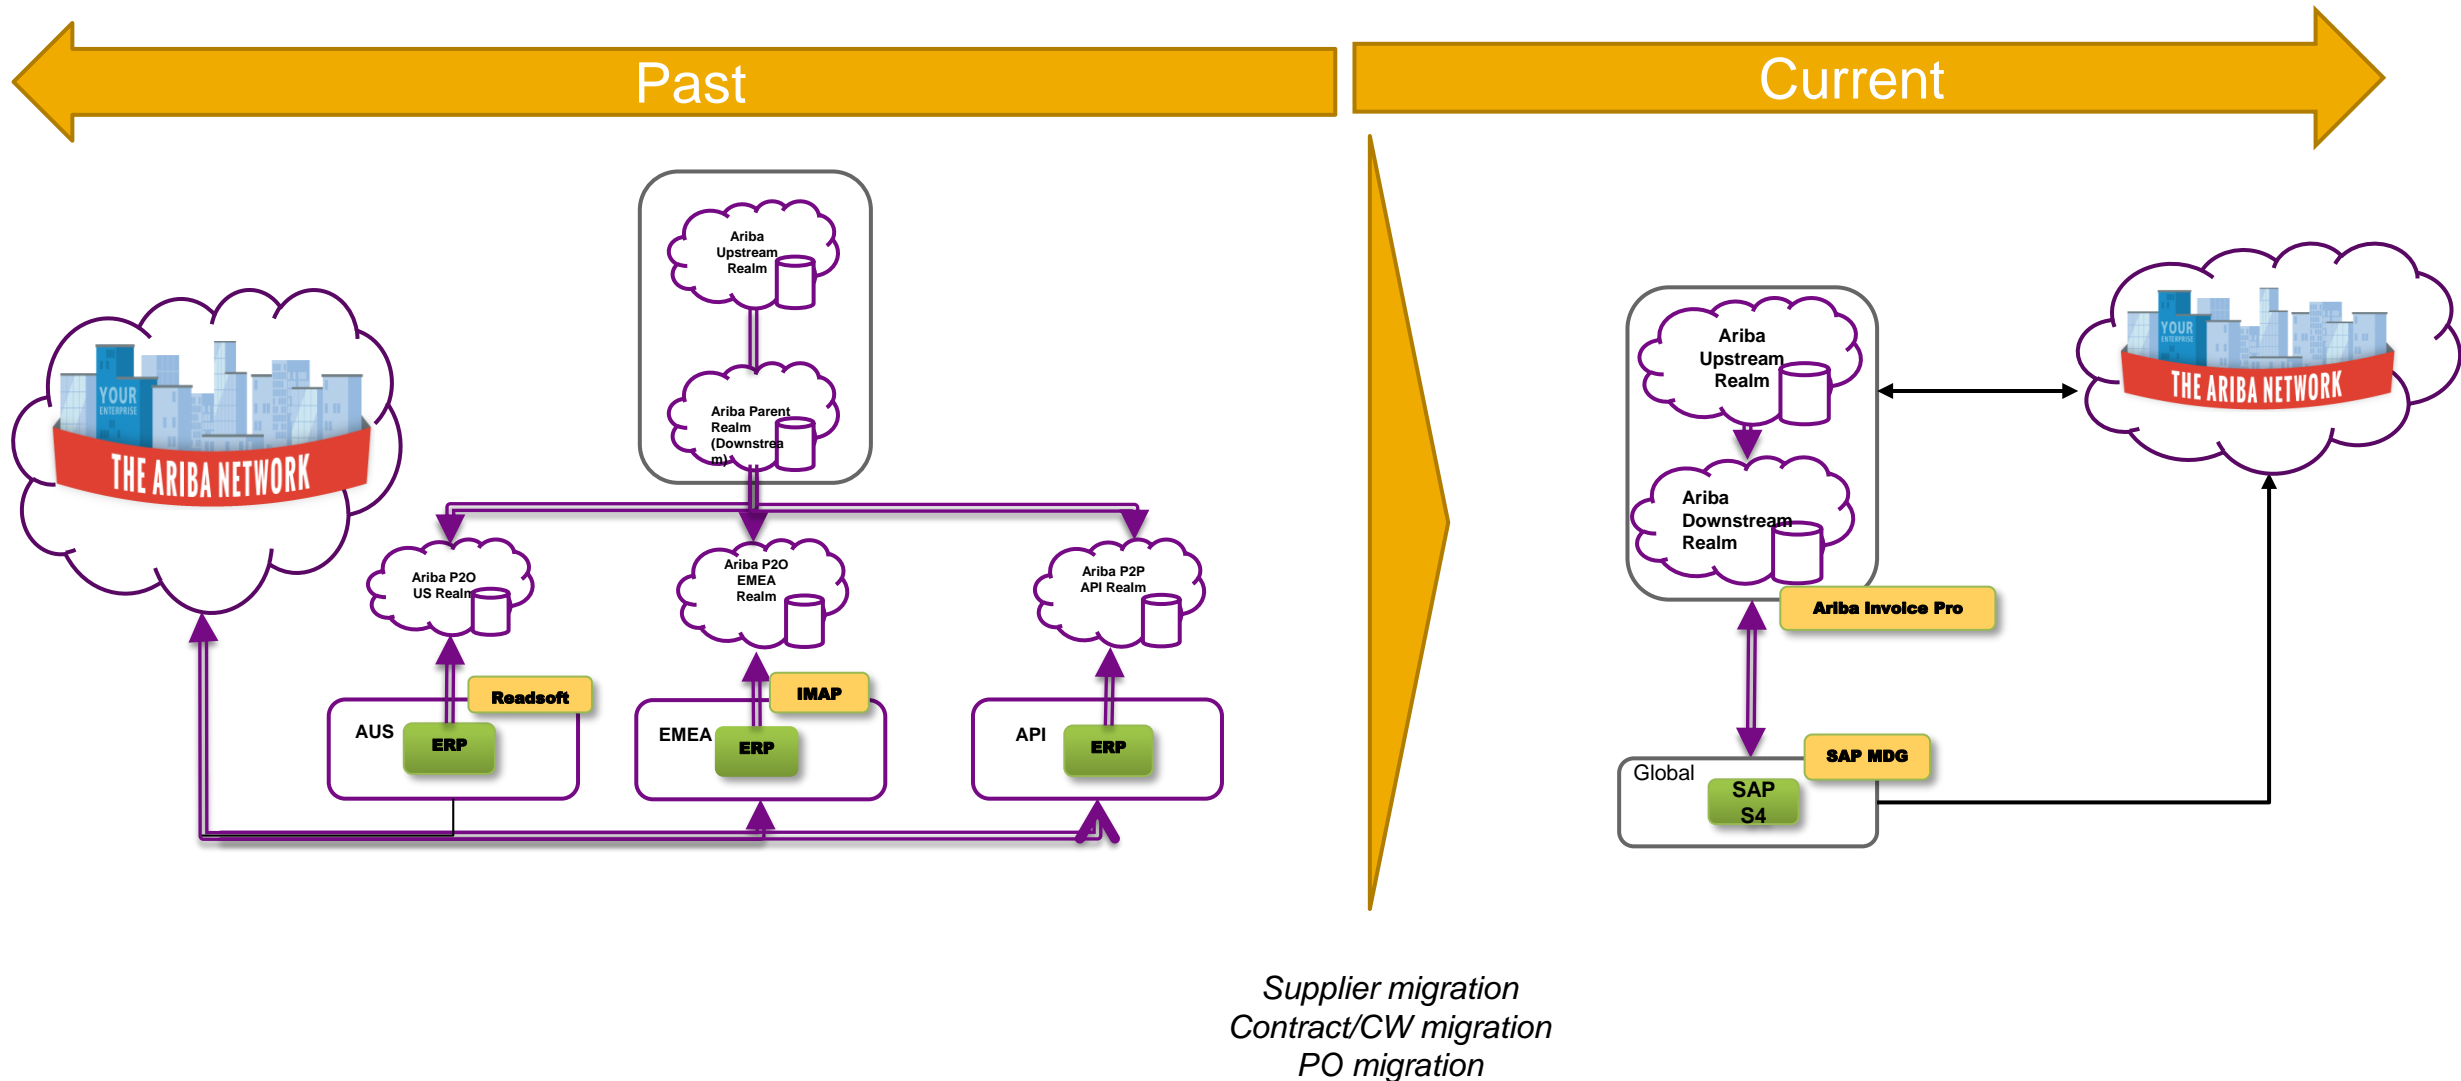 Past
Current
Ariba
Upstream
Realm
Ariba Parent
Realm
(Downstrea
m)
YOUR
ENTERPRISE
THE ARIBA NETWORK
Ariba P2O
US Realm
Ariba P2O
EMEA
Realm
Ariba P2P
API Realm
Readsoft
IMAP
AUS
ERP
EMEA
ERP
API
ERP
Ariba
Upstream
Realm
Ariba
Downstream
Realm
YOUR
ENTERPRISE
THE ARIBA NETWORK
Ariba Invoice Pro
SAP MDG
Global
SAP
S4
Supplier migration
Contract/CW migration
PO migration